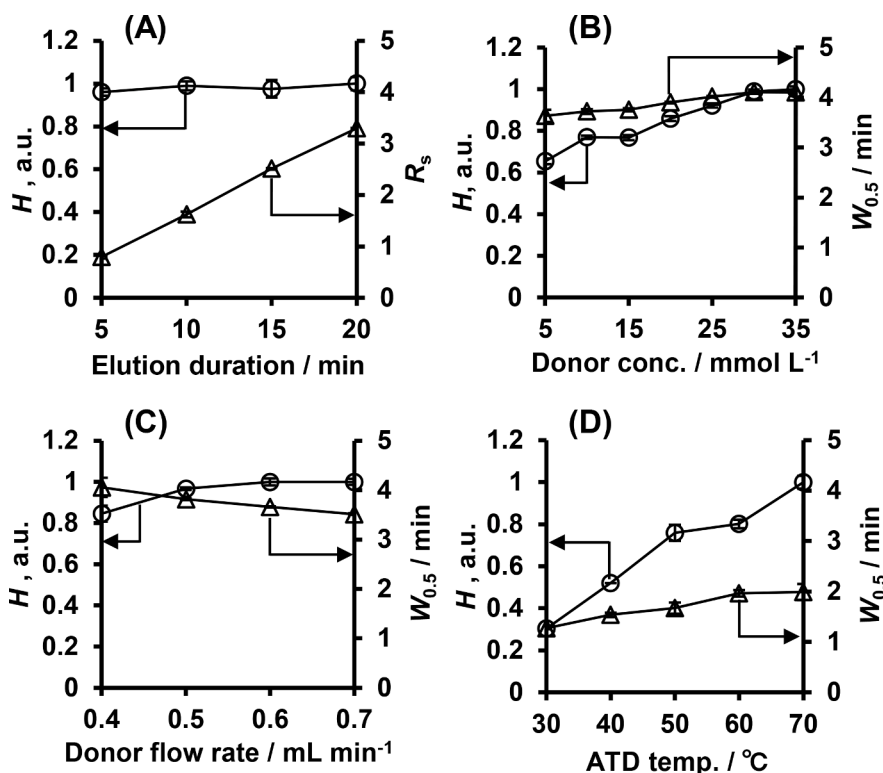 (A)
1.2
1
0.8
0.6
0.4
0.2
0
H , a.u.
5
4
3
2
1
0
Rs
5 10 15 20
Elution duration / min
(B)
1.2
1
0.8
0.6
0.4
0.2
0
H , a.u.
5
4
3
2
1
0
W0.5 / min
5 15 25 35
Donor conc. / mmol L-1
(C)
1.2
1
0.8
0.6
0.4
0.2
0
H , a.u.
5
4
3
2
1
0
W0.5 / min
0.4 0.5 0.6 0.7
Donor flow rate / mL min-1
(D)
1.2
1
0.8
0.6
0.4
0.2
0
H , a.u.
5
4
3
2
1
0
W0.5 / min
30 40 50 60 70
ATD temp. / °C